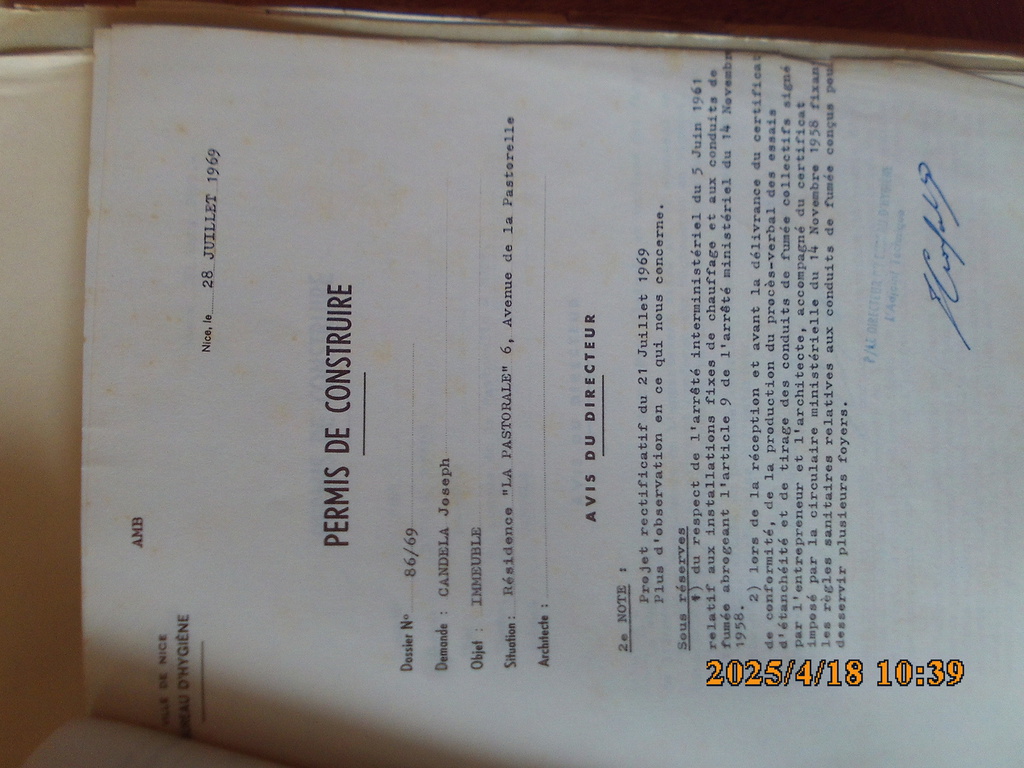 VILLE DE NICE
BUREAU D'HYGIÈNE
AMB
Nice, le 28 JUILLET 1969
PERMIS DE CONSTRUIRE
Dossier N° 86/69
Demande : CANDELA Joseph
Objet : IMMEUBLE
Situation : Résidence "LA PASTORALE" 6, Avenue de la Pastorelle
Architecte :
AVIS DU DIRECTEUR
2e NOTE :
Projet rectificatif du 21 Juillet 1969
Plus d'observation en ce qui nous concerne.
Sous réserves
1) du respect de l'arrêté interministériel du 5 Juin 1961
relatif aux installations fixes de chauffage et aux conduits de
fumée abrogeant l'article 9 de l'arrêté ministériel du 14 Novembr
1958.
2) lors de la réception et avant la délivrance du certificat
de conformité, de la production du procès-verbal des essais
d'étanchéité et de tirage des conduits de fumée collectifs signé
par l'entrepreneur et l'architecte, accompagné du certificat
imposé par la circulaire ministérielle du 14 Novembre 1958 fixan
les règles sanitaires relatives aux conduits de fumée conçus pour
desservir plusieurs foyers.
2025/4/18 10:39